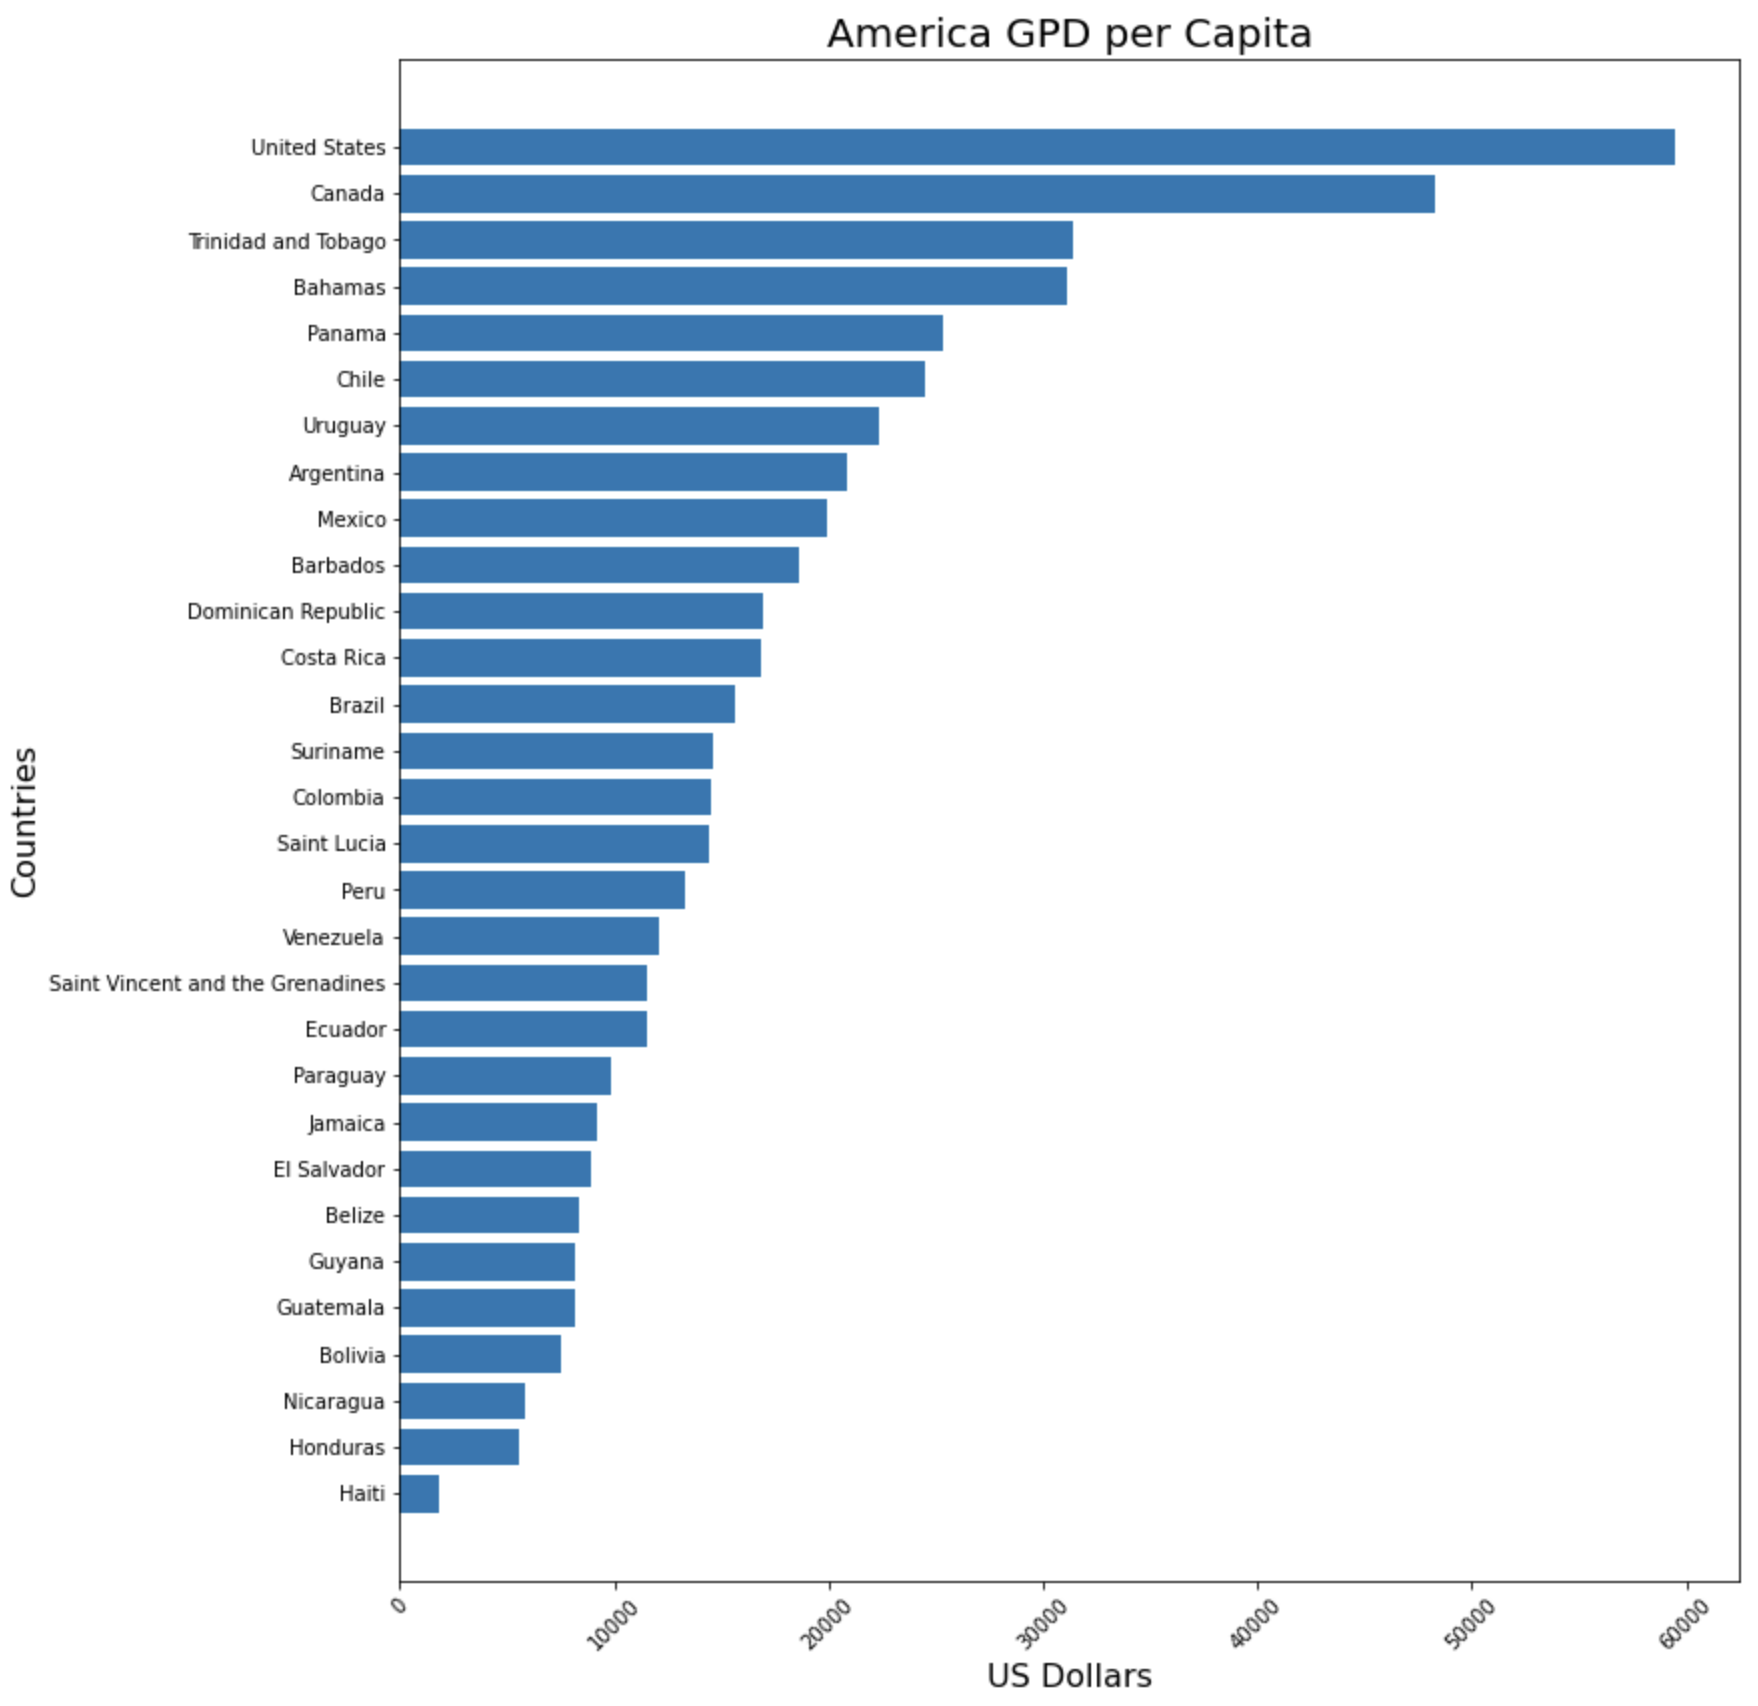 America GPD per Capita
United States
Canada
Trinidad and Tobago
Bahamas
Panama
Chile
Uruguay
Argentina
Mexico
Barbados
Dominican Republic
Costa Rica
Brazil
Suriname
Colombia
Saint Lucia
Peru
Venezuela
Saint Vincent and the Grenadines
Ecuador
Paraguay
Jamaica
El Salvador
Belize
Guyana
Guatemala
Bolivia
Nicaragua
Honduras
Haiti
Countries
0
10000
20000
30000
40000
50000
60000
US Dollars